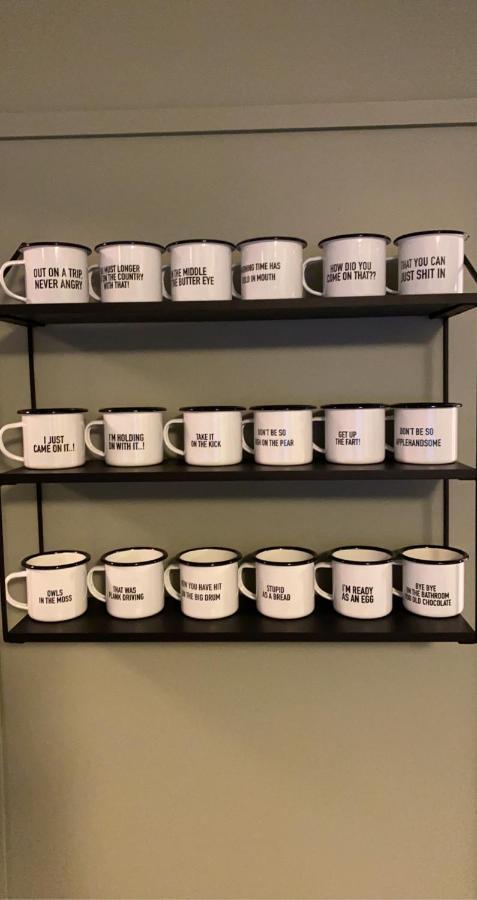 OUT ON A TRIP,
NEVER ANGRY
MUST LONGER
THE COUNTRY
WITH THAT!
THE MIDDLE
BUTTER EYE
TIME HAS
IN MOUTH
HOW DID YOU
COME ON THAT??
THAT YOU CAN
JUST SHIT IN
I JUST
CAME ON IT..!
I'M HOLDING
ON WITH IT..!
TAKE IT
ON THE KICK
DON'T BE SO
ON THE PEAR
GET UP
THE FART!
DON'T BE SO
APPLEHANDSOME
OWLS
IN THE MOSS
THAT WAS
PLANK DRIVING
YOU HAVE HIT
THE BIG DRUM
STUPID
AS A BREAD
I'M READY
AS AN EGG
BYE BYE
THE BATHROOM
OLD CHOCOLATE